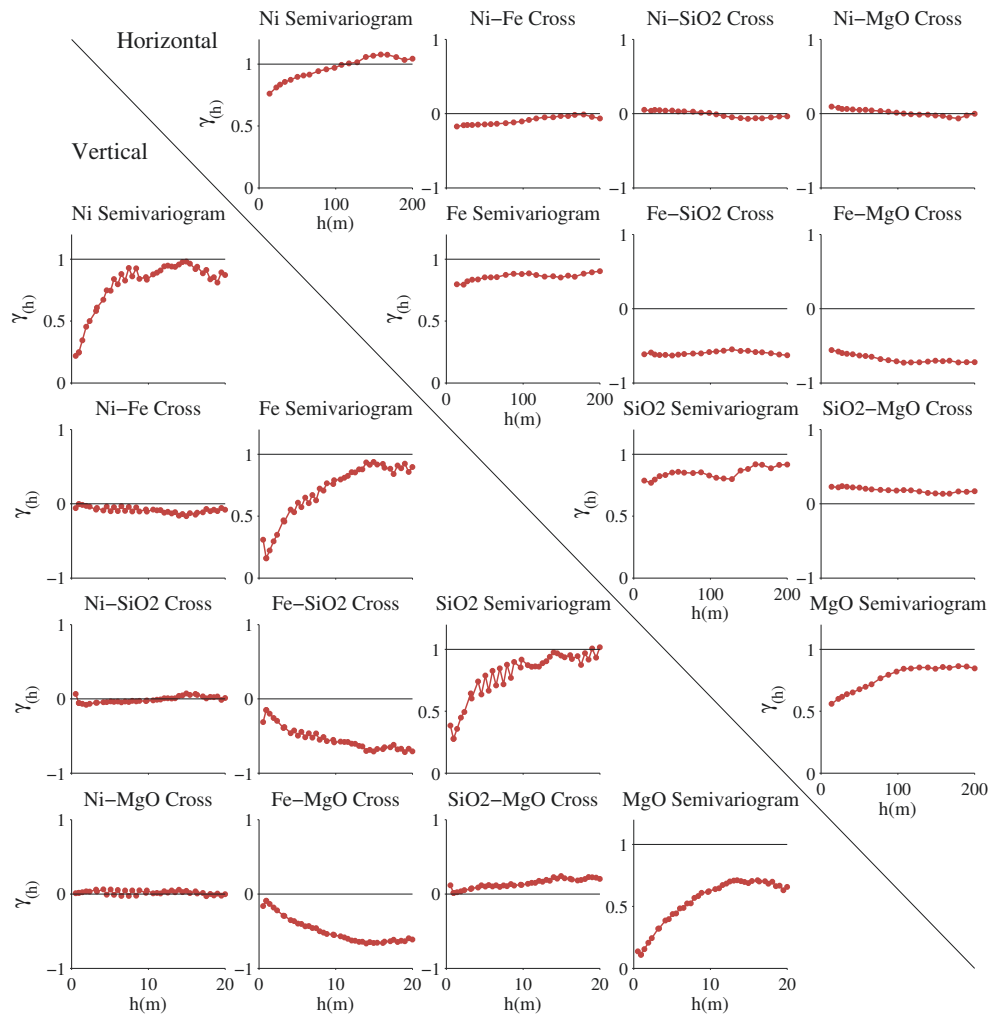 Horizontal
Vertical
Ni Semivariogram
Ni−Fe Cross
Ni−SiO2 Cross
Ni−MgO Cross
1
0.5
0
γ(h)
0
100
200
h(m)
1
0
−1
1
0
−1
1
0
−1
Ni Semivariogram
Fe Semivariogram
Fe−SiO2 Cross
Fe−MgO Cross
1
0.5
0
γ(h)
1
0.5
0
γ(h)
0
100
200
h(m)
1
0
−1
1
0
−1
Ni−Fe Cross
Fe Semivariogram
SiO2 Semivariogram
SiO2−MgO Cross
1
0
−1
γ(h)
1
0.5
0
1
0.5
0
γ(h)
0
100
200
h(m)
1
0
−1
Ni−SiO2 Cross
Fe−SiO2 Cross
SiO2 Semivariogram
MgO Semivariogram
1
0
−1
γ(h)
1
0
−1
1
0.5
0
1
0.5
0
γ(h)
0
100
200
h(m)
Ni−MgO Cross
Fe−MgO Cross
SiO2−MgO Cross
MgO Semivariogram
1
0
−1
γ(h)
0
10
20
h(m)
1
0
−1
0
10
20
h(m)
1
0
−1
0
10
20
h(m)
1
0.5
0
0
10
20
h(m)